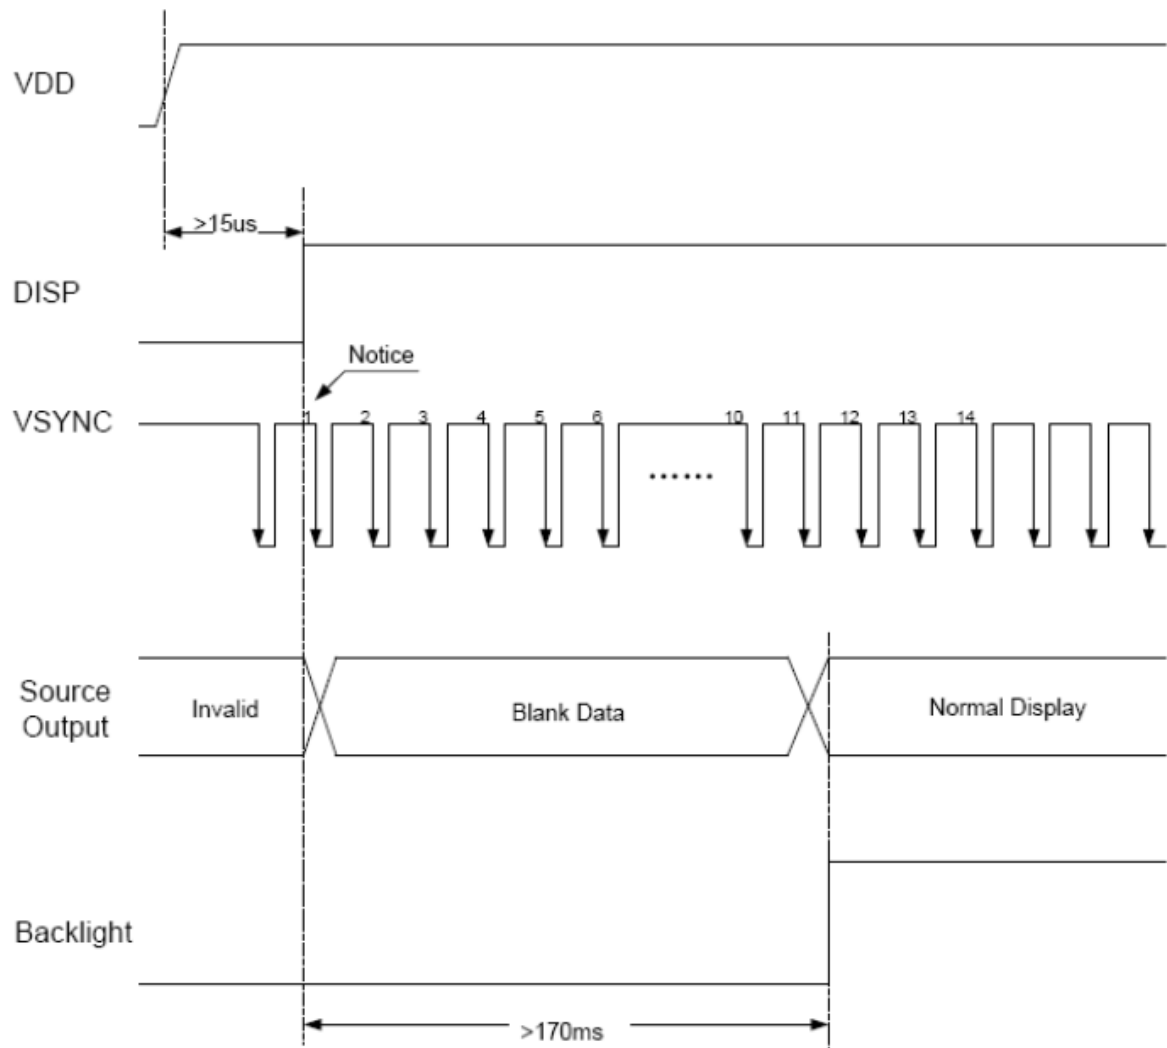 VDD
>15us
DISP
Notice
VSYNC
1 2 3 4 5 6 10 11 12 13 14
......
Source
Output
Invalid
Blank Data
Normal Display
Backlight
>170ms